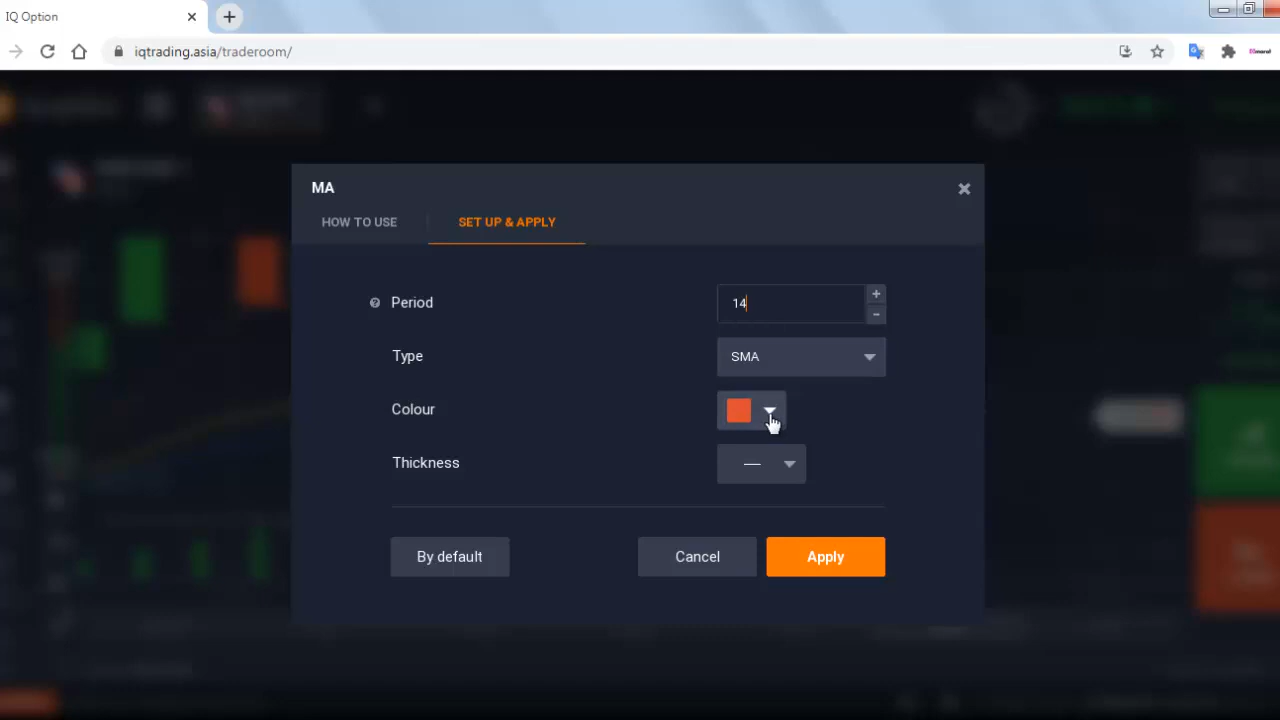 IQ Option
iqtrading.asia/traderoom/
MA
HOW TO USE
SET UP & APPLY
Period
14
Type
SMA
Colour
Thickness
By default
Cancel
Apply